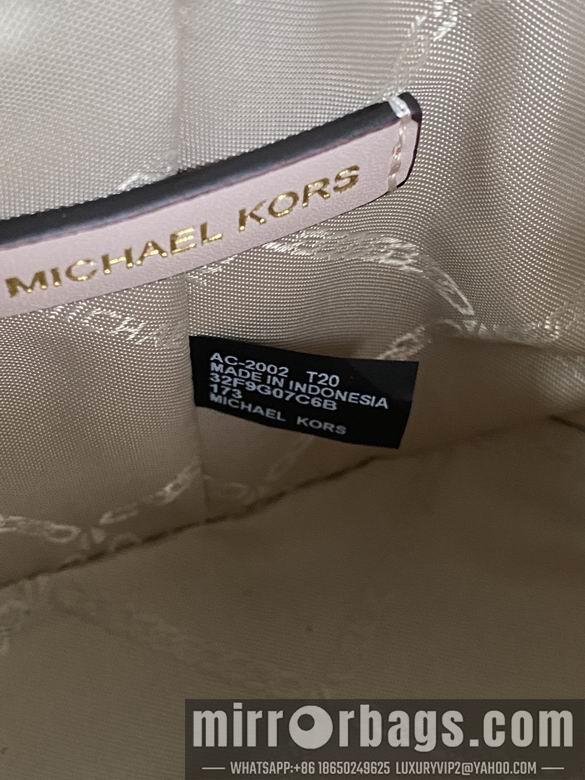 MICHAEL KORS
AC-2002 T20
MADE IN INDONESIA
32F9G07C6B
173
MICHAEL KORS
mirrorbags.com
WHATSAPP:+86 18650249625 LUXURYVIP2@YAHOO.COM